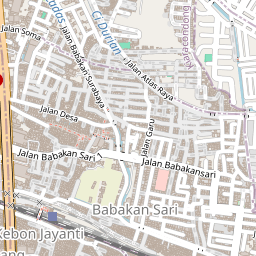 Ci Durian
Jalan Soma
Jalan Babakan Surabaya
Jalan Atlas Raya
Jalan Desa
Jalan Garu
Jalan Babakan Sari
Jalan Babakansari
Babakan Sari
Kebon Jayanti